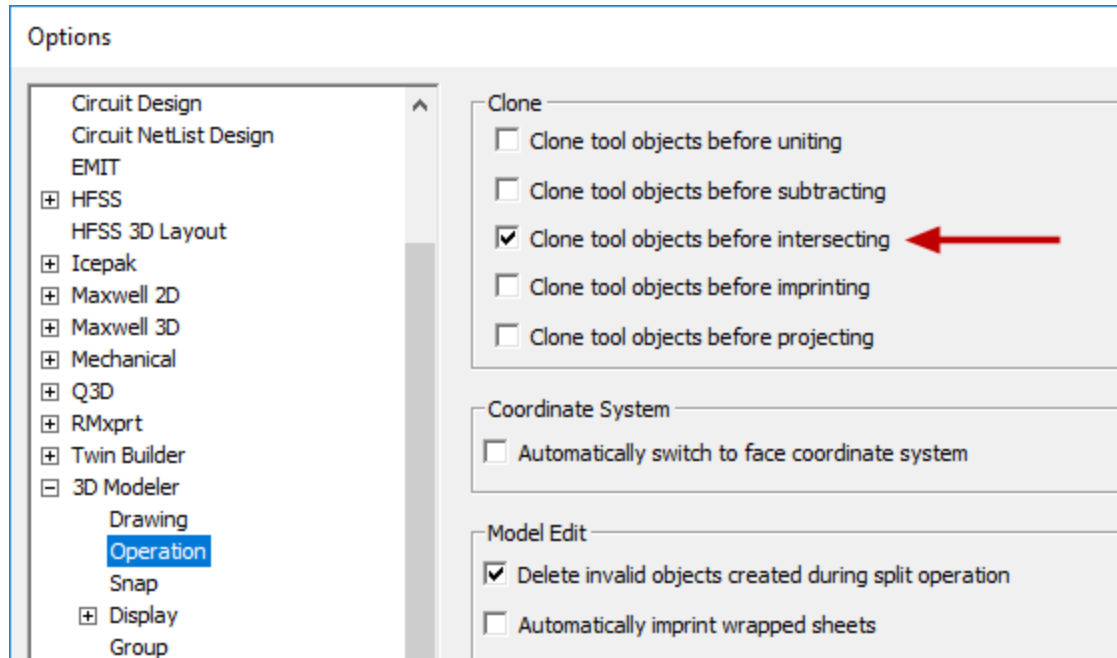 Options
Circuit Design
Circuit NetList Design
EMIT
HFSS
HFSS 3D Layout
Icepak
Maxwell 2D
Maxwell 3D
Mechanical
Q3D
RMxprt
Twin Builder
3D Modeler
Drawing
Operation
Snap
Display
Group
Clone
Clone tool objects before uniting
Clone tool objects before subtracting
Clone tool objects before intersecting
Clone tool objects before imprinting
Clone tool objects before projecting
Coordinate System
Automatically switch to face coordinate system
Model Edit
Delete invalid objects created during split operation
Automatically imprint wrapped sheets